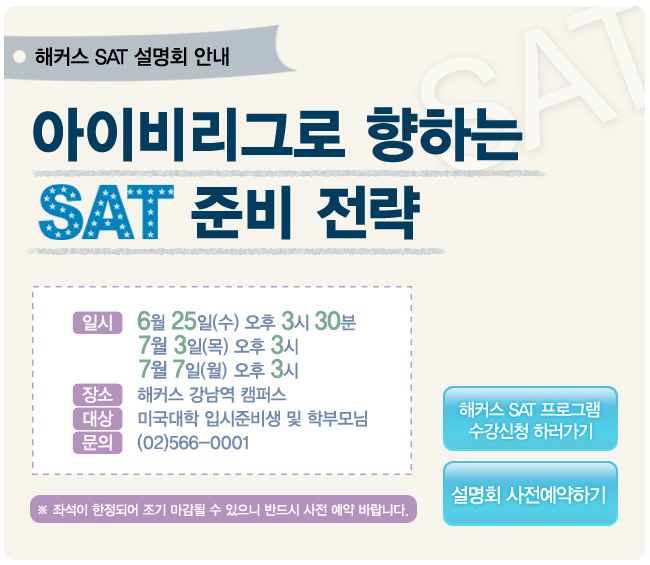 SAT
해커스 SAT 설명회 안내
아이비리그로 향하는
SAT 준비 전략
일시 6월 25일(수) 오후 3시 30분
7월 3일(목) 오후 3시
7월 7일(월) 오후 3시
장소 해커스 강남역 캠퍼스
대상 미국대학 입시준비생 및 학부모님
문의 (02)566-0001
※ 좌석이 한정되어 조기 마감될 수 있으니 반드시 사전 예약 바랍니다.
해커스 SAT 프로그램
수강신청 하러가기
설명회 사전예약하기